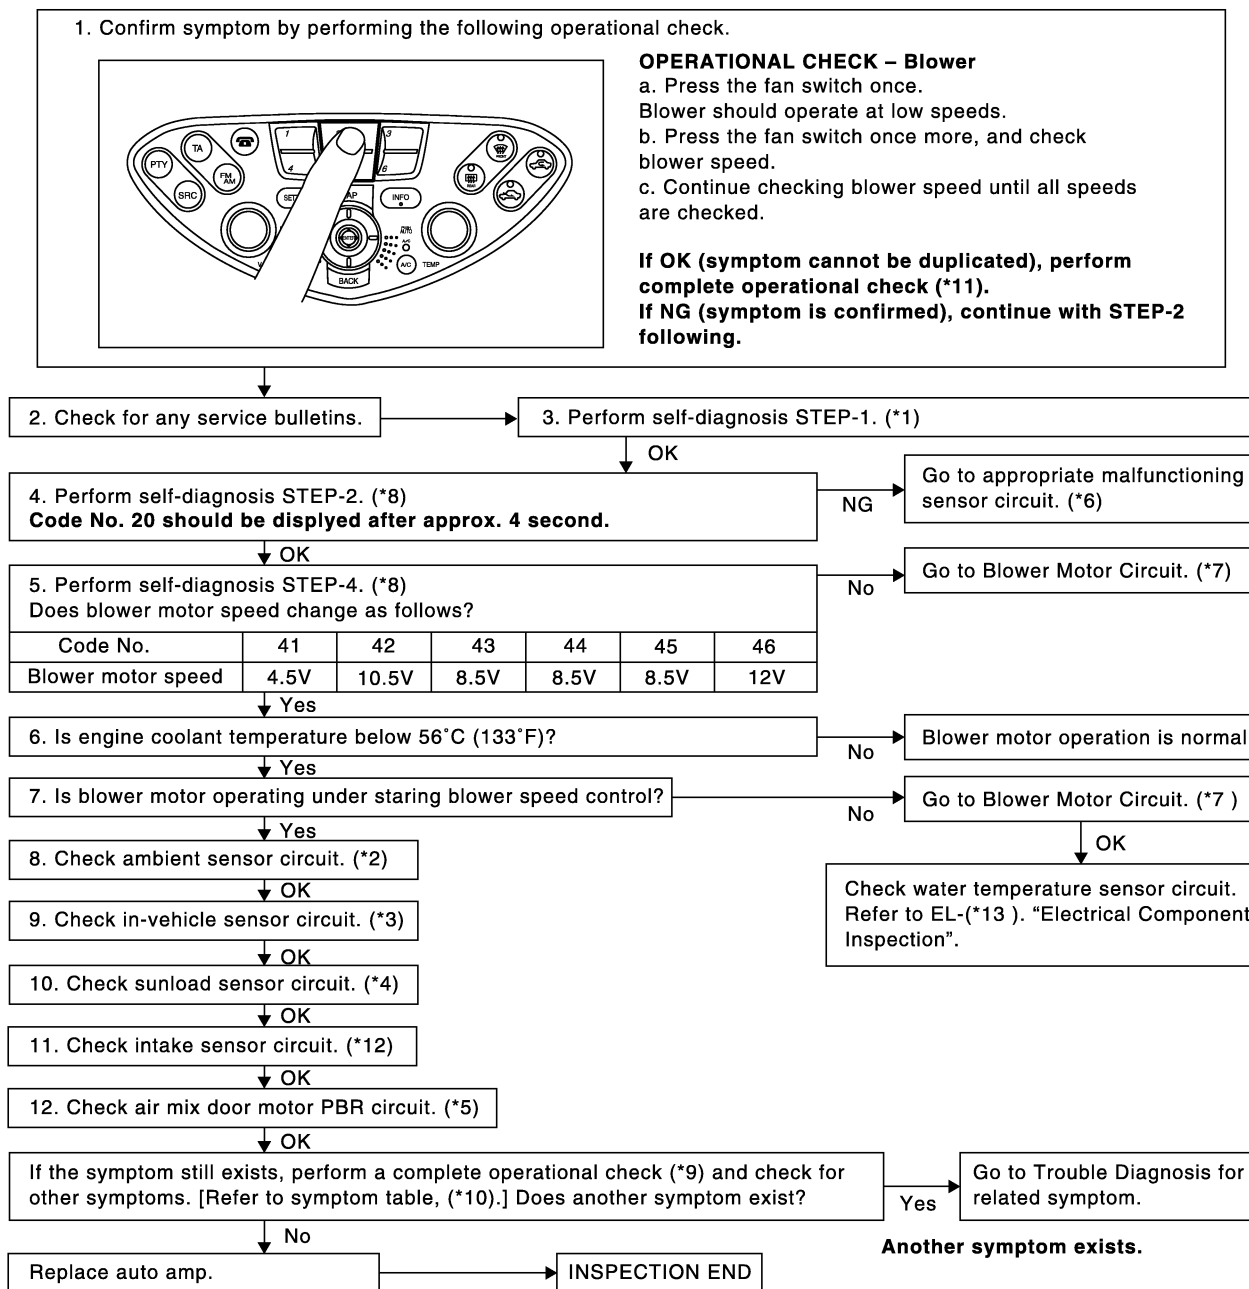 1. Confirm symptom by performing the following operational check.
OPERATIONAL CHECK – Blower
a. Press the fan switch once.
Blower should operate at low speeds.
b. Press the fan switch once more, and check
blower speed.
c. Continue checking blower speed until all speeds
are checked.
If OK (symptom cannot be duplicated), perform
complete operational check (*11).
If NG (symptom is confirmed), continue with STEP-2
following.
1
3
4
6
PTY
TA
FM
AM
SRC
SET
AP
INFO
BACK
A/C
TEMP
V
2. Check for any service bulletins.
3. Perform self-diagnosis STEP-1. (*1)
OK
4. Perform self-diagnosis STEP-2. (*8)
Code No. 20 should be displyed after approx. 4 second.
NG
Go to appropriate malfunctioning
sensor circuit. (*6)
OK
5. Perform self-diagnosis STEP-4. (*8)
Does blower motor speed change as follows?
Code No. 41 42 43 44 45 46
Blower motor speed 4.5V 10.5V 8.5V 8.5V 8.5V 12V
No
Go to Blower Motor Circuit. (*7)
Yes
6. Is engine coolant temperature below 56˚C (133˚F)?
No
Blower motor operation is normal
Yes
7. Is blower motor operating under staring blower speed control?
No
Go to Blower Motor Circuit. (*7 )
OK
Check water temperature sensor circuit.
Refer to EL-(*13 ). “Electrical Component
Inspection”.
Yes
8. Check ambient sensor circuit. (*2)
OK
9. Check in-vehicle sensor circuit. (*3)
OK
10. Check sunload sensor circuit. (*4)
OK
11. Check intake sensor circuit. (*12)
OK
12. Check air mix door motor PBR circuit. (*5)
OK
If the symptom still exists, perform a complete operational check (*9) and check for
other symptoms. [Refer to symptom table, (*10).] Does another symptom exist?
Yes
Go to Trouble Diagnosis for
related symptom.
Another symptom exists.
No
Replace auto amp.
INSPECTION END